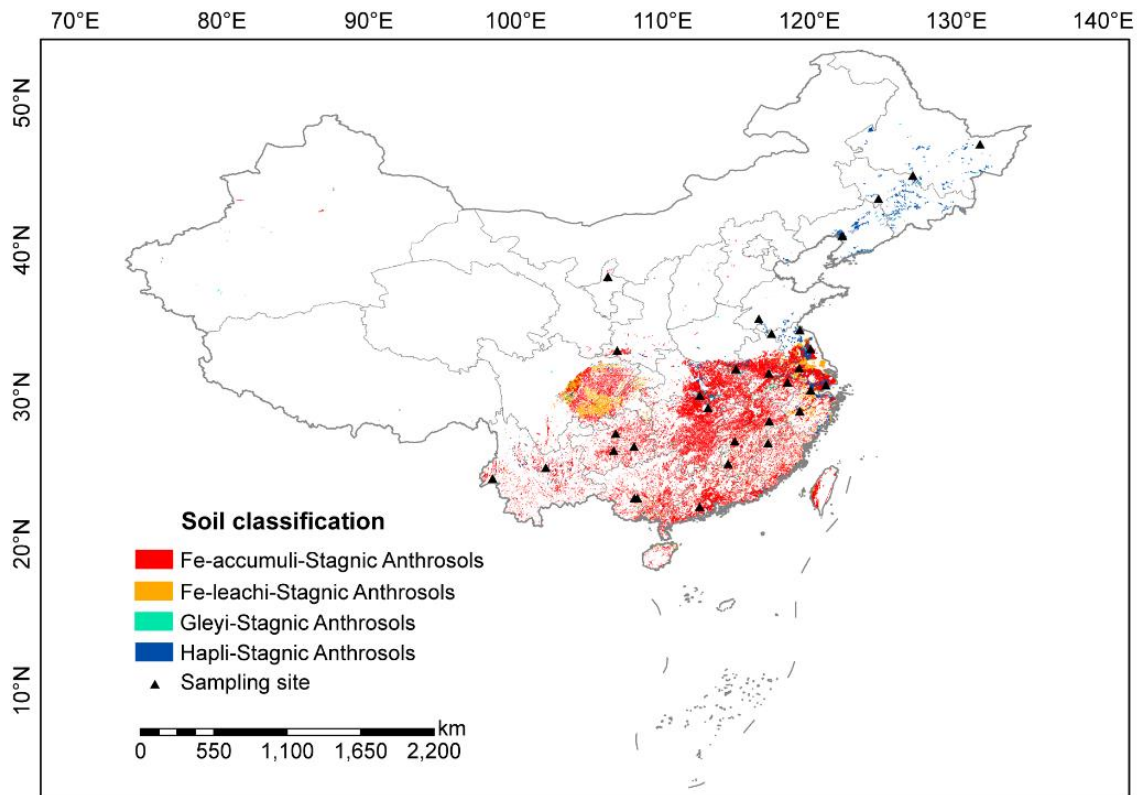 70°E 80°E 90°E 100°E 110°E 120°E 130°E 140°E
50°N
40°N
30°N
20°N
10°N
Soil classification
Fe-accumuli-Stagnic Anthrosols
Fe-leachi-Stagnic Anthrosols
Gleyi-Stagnic Anthrosols
Hapli-Stagnic Anthrosols
Sampling site
km
0 550 1,100 1,650 2,200